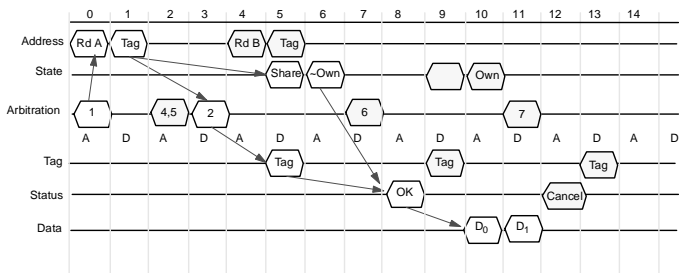 0 1 2 3 4 5 6 7 8 9 10 11 12 13 14
Address Rd A Tag Rd B Tag
State Share ~Own Own
Arbitration 1 4,5 2 6 7
A D A D A D A D A D A D A D A D
Tag Tag Tag Tag
Status OK Cancel
Data D0 D1